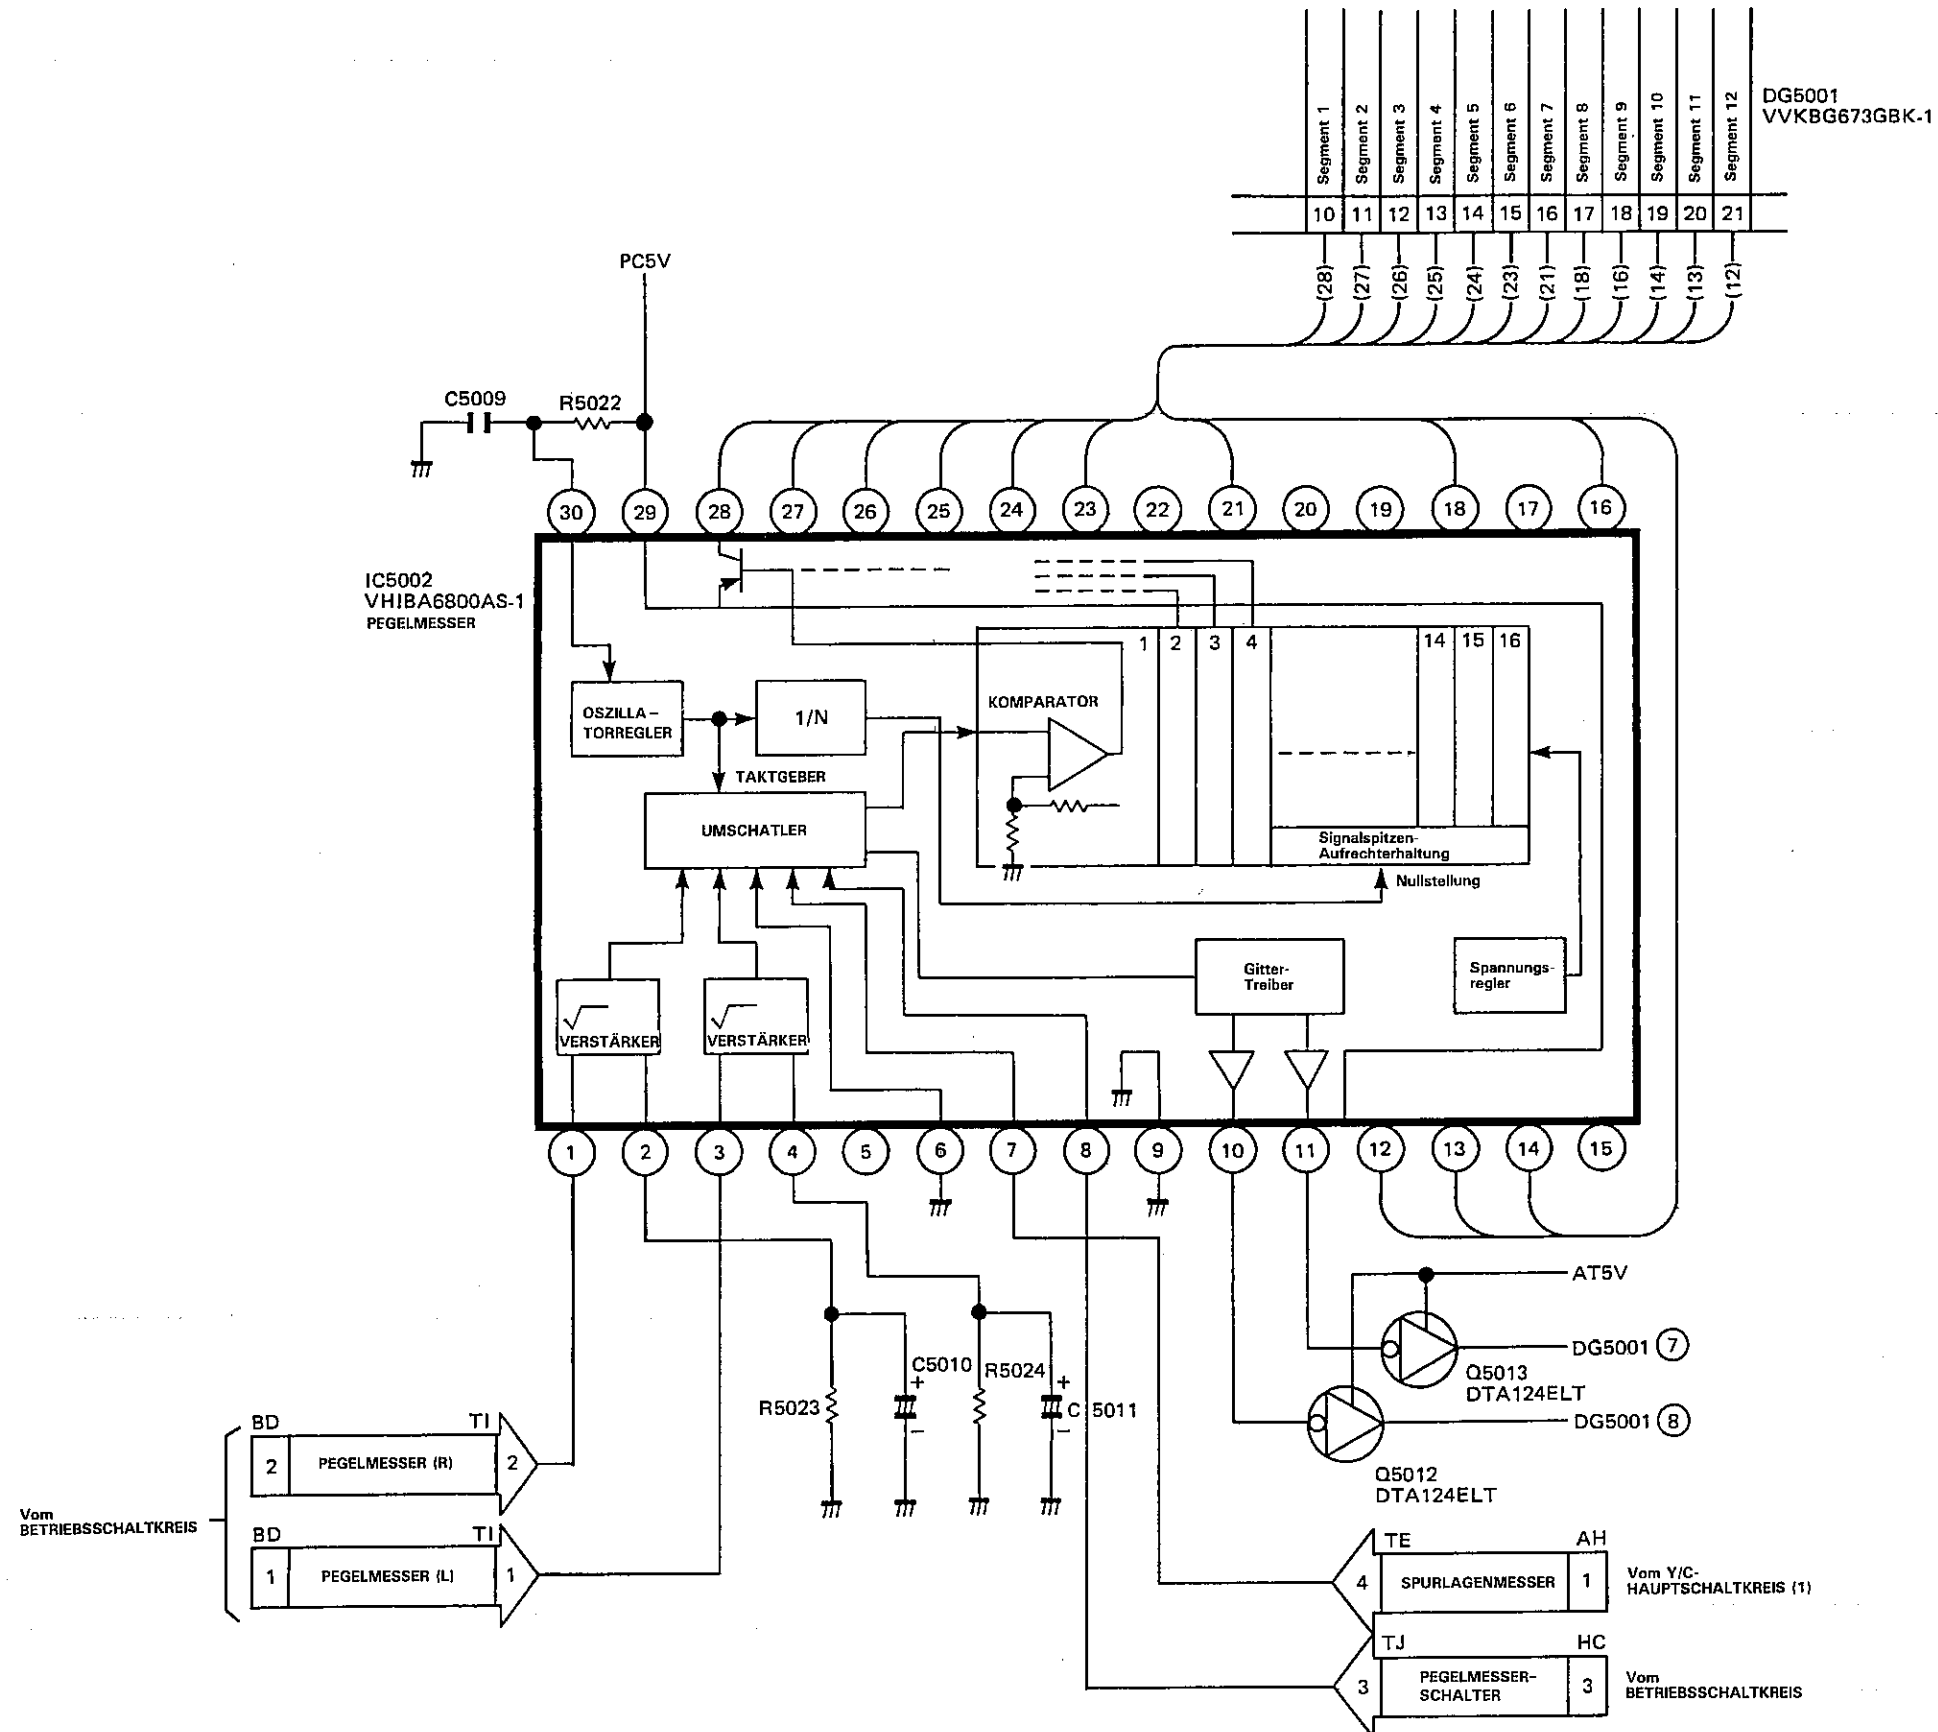 Segment 1
Segment 2
Segment 3
Segment 4
Segment 5
Segment 6
Segment 7
Segment 8
Segment 9
Segment 10
Segment 11
Segment 12
DG5001
VVKBG673GBK-1
10 11 12 13 14 15 16 17 18 19 20 21
(28) (27) (26) (25) (24) (23) (21) (18) (16) (14) (13) (12)
PC5V
C5009
R5022
30 29 28 27 26 25 24 23 22 21 20 19 18 17 16
IC5002
VHIBA6800AS-1
PEGELMESSER
1 2 3 4 14 15 16
OSZILLA-
TORREGLER
1/N
KOMPARATOR
TAKTGEBER
UMSCHATLER
Signalspitzen-
Aufrechterhaltung
Nullstellung
Gitter-
Treiber
Spannungs-
regler
√
VERSTÄRKER
√
VERSTÄRKER
1 2 3 4 5 6 7 8 9 10 11 12 13 14 15
AT5V
DG5001 7
Q5013
DTA124ELT
DG5001 8
Q5012
DTA124ELT
R5023
C5010
+
−
R5024
C 5011
+
−
Vom
BETRIEBSSCHALTKREIS
BD TI
2 PEGELMESSER (R) 2
BD TI
1 PEGELMESSER (L) 1
TE AH
4 SPURLAGENMESSER 1
Vom Y/C-
HAUPTSCHALTKREIS (1)
TJ HC
3 PEGELMESSER-
SCHALTER 3
Vom
BETRIEBSSCHALTKREIS